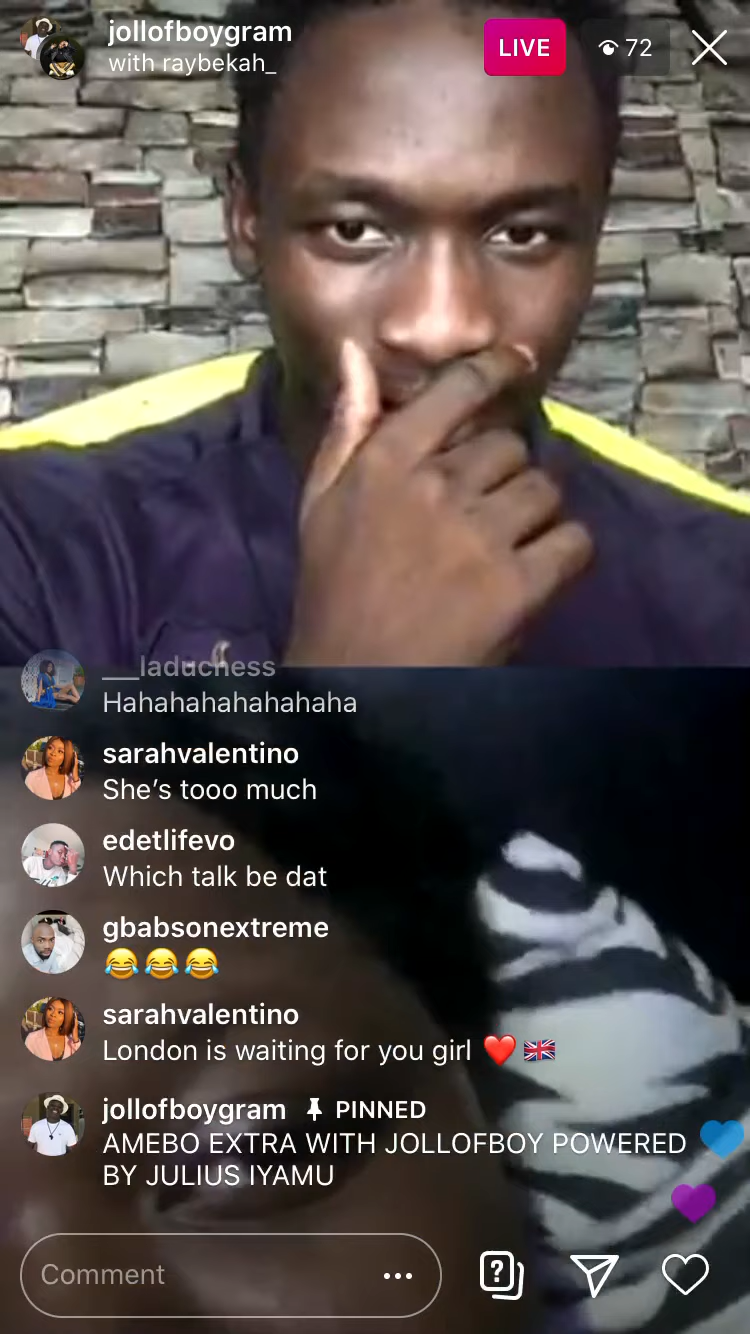 jollofboygram
with raybekah_
LIVE
72
___laduchess
Hahahahahahahaha
sarahvalentino
She’s tooo much
edetlifevo
Which talk be dat
gbabsonextreme
😂😂😂
sarahvalentino
London is waiting for you girl ❤️🇬🇧
jollofboygram PINNED
AMEBO EXTRA WITH JOLLOFBOY POWERED
BY JULIUS IYAMU
Comment